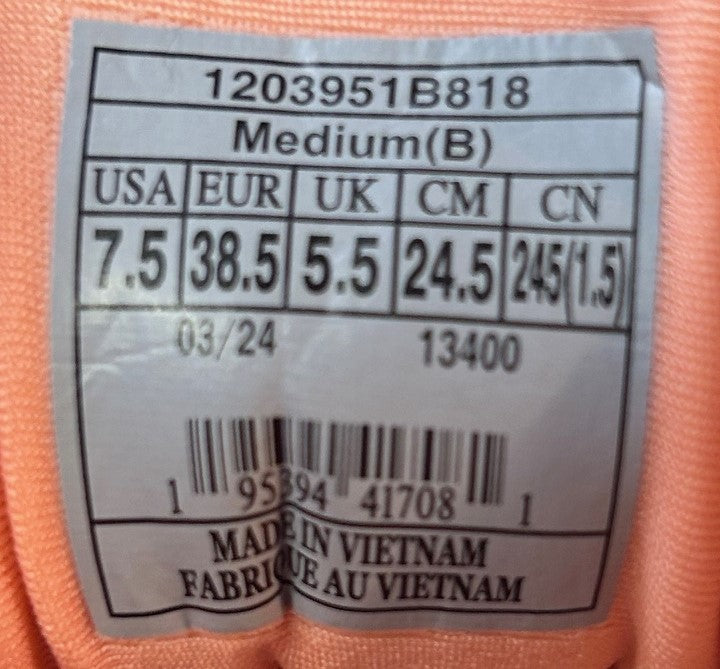 1203951B818
Medium(B)
USA EUR UK CM CN
7.5 38.5 5.5 24.5 245(1.5)
03/24 13400
1 95394 41708 1
MADE IN VIETNAM
FABRIQUE AU VIETNAM